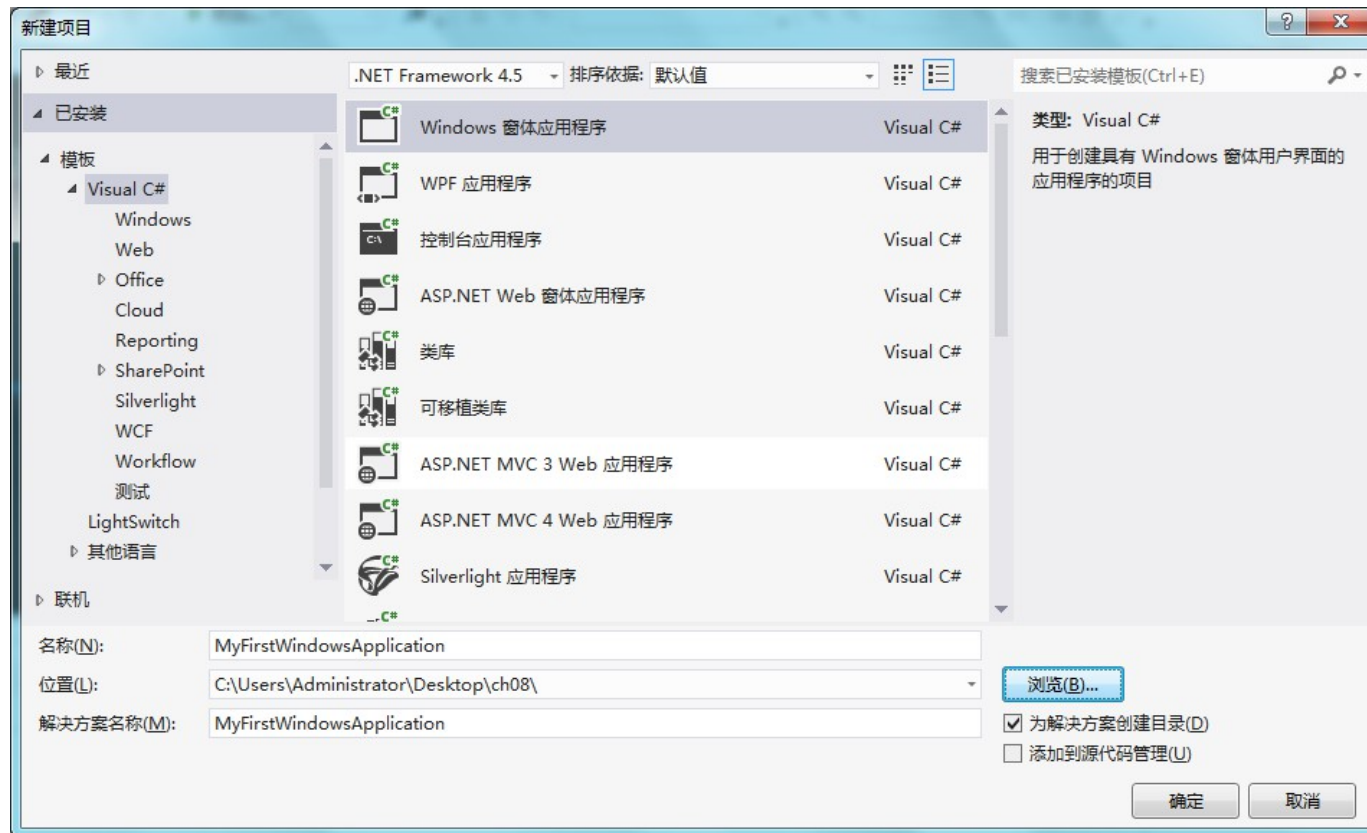 新建项目
最近
已安装
模板
Visual C#
Windows
Web
Office
Cloud
Reporting
SharePoint
Silverlight
WCF
Workflow
测试
LightSwitch
其他语言
联机
.NET Framework 4.5 排序依据: 默认值
Windows 窗体应用程序 Visual C#
WPF 应用程序 Visual C#
控制台应用程序 Visual C#
ASP.NET Web 窗体应用程序 Visual C#
类库 Visual C#
可移植类库 Visual C#
ASP.NET MVC 3 Web 应用程序 Visual C#
ASP.NET MVC 4 Web 应用程序 Visual C#
Silverlight 应用程序 Visual C#
搜索已安装模板(Ctrl+E)
类型: Visual C#
用于创建具有 Windows 窗体用户界面的
应用程序的项目
名称(N): MyFirstWindowsApplication
位置(L): C:\Users\Administrator\Desktop\ch08\
浏览(B)...
解决方案名称(M): MyFirstWindowsApplication
为解决方案创建目录(D)
添加到源代码管理(U)
确定 取消